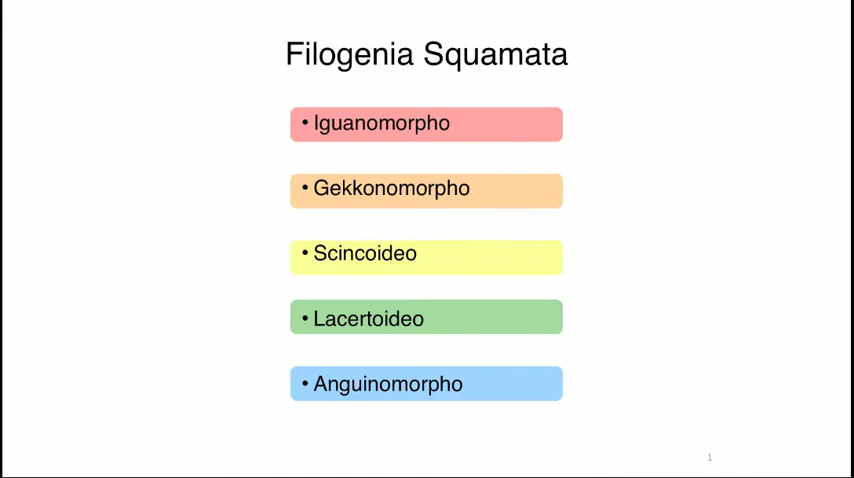 Filogenia Squamata
• Iguanomorpho
• Gekkonomorpho
• Scincoideo
• Lacertoideo
• Anguinomorpho
1